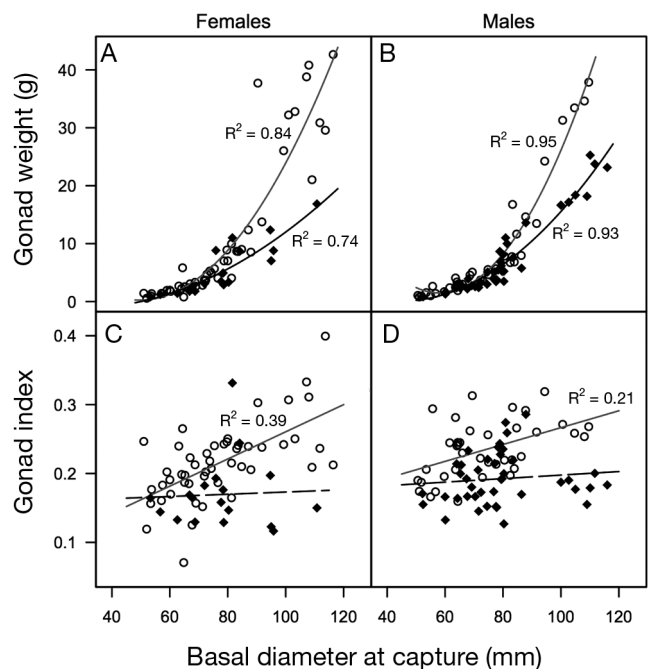 Females Males
A B
Gonad weight (g)
40
30
20
10
0
R² = 0.84
R² = 0.74
R² = 0.95
R² = 0.93
C D
Gonad index
0.4
0.3
0.2
0.1
R² = 0.39
R² = 0.21
40 60 80 100 120 40 60 80 100 120
Basal diameter at capture (mm)